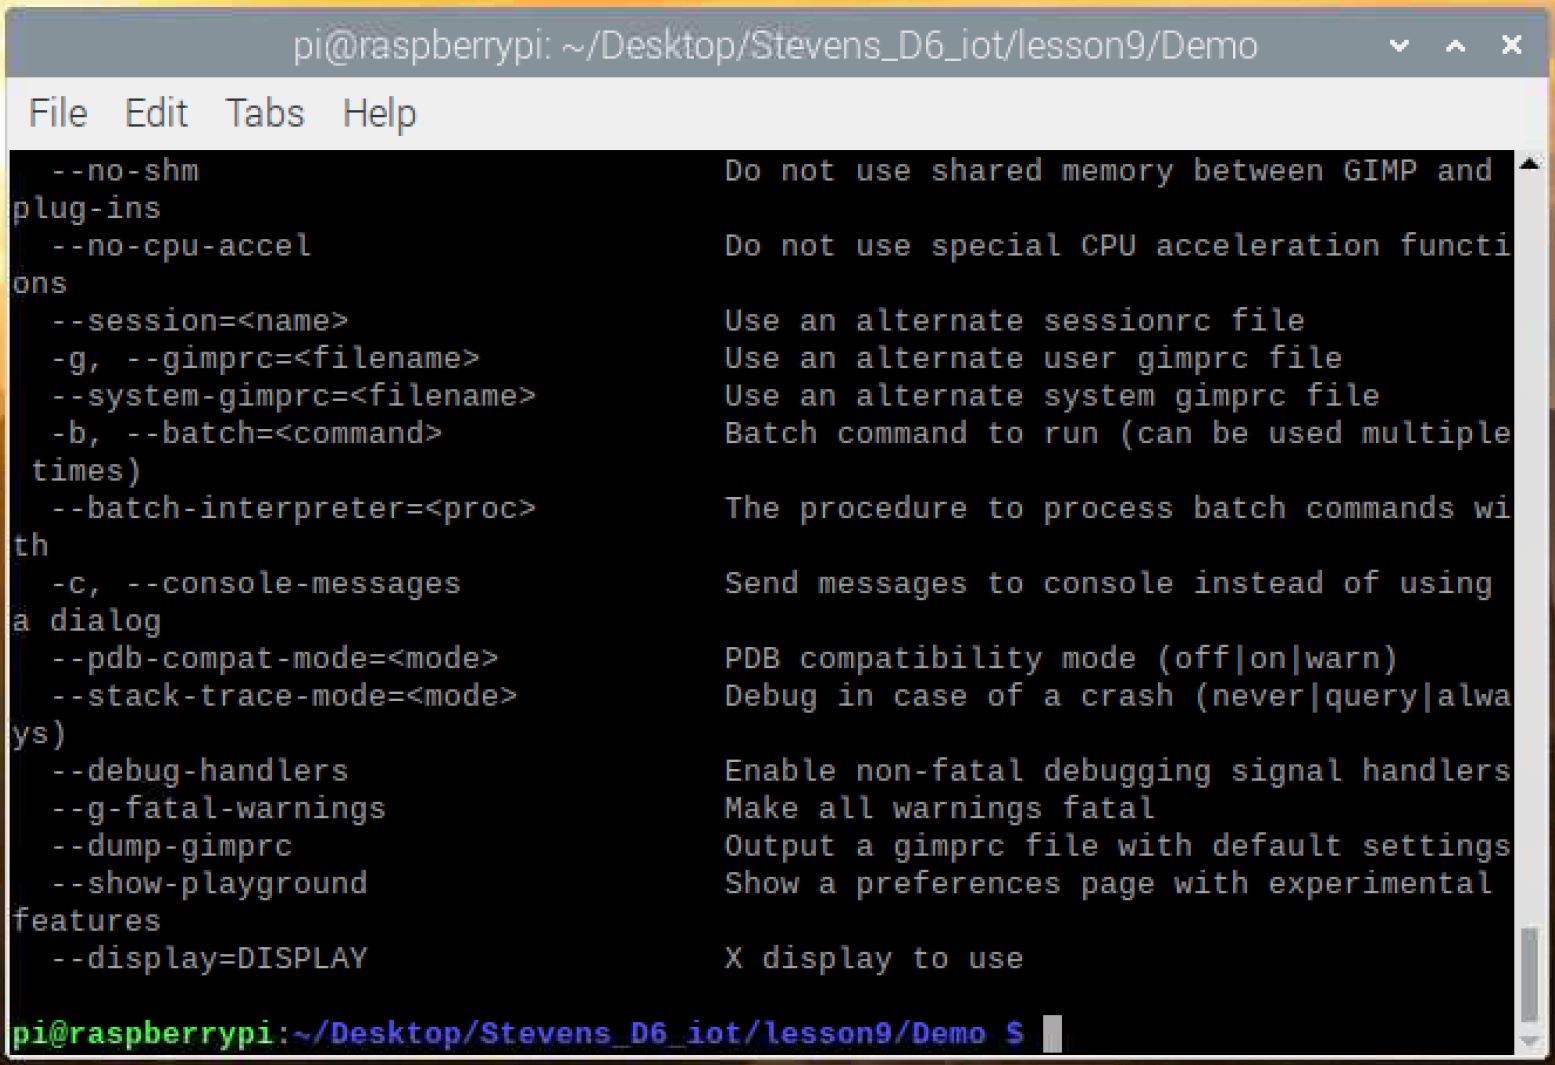 pi@raspberrypi: ~/Desktop/Stevens_D6_iot/lesson9/Demo
File Edit Tabs Help
--no-shm Do not use shared memory between GIMP and
plug-ins
--no-cpu-accel Do not use special CPU acceleration functi
ons
--session=<name> Use an alternate sessionrc file
-g, --gimprc=<filename> Use an alternate user gimprc file
--system-gimprc=<filename> Use an alternate system gimprc file
-b, --batch=<command> Batch command to run (can be used multiple
times)
--batch-interpreter=<proc> The procedure to process batch commands wi
th
-c, --console-messages Send messages to console instead of using
a dialog
--pdb-compat-mode=<mode> PDB compatibility mode (off|on|warn)
--stack-trace-mode=<mode> Debug in case of a crash (never|query|alwa
ys)
--debug-handlers Enable non-fatal debugging signal handlers
--g-fatal-warnings Make all warnings fatal
--dump-gimprc Output a gimprc file with default settings
--show-playground Show a preferences page with experimental
features
--display=DISPLAY X display to use
pi@raspberrypi:~/Desktop/Stevens_D6_iot/lesson9/Demo $